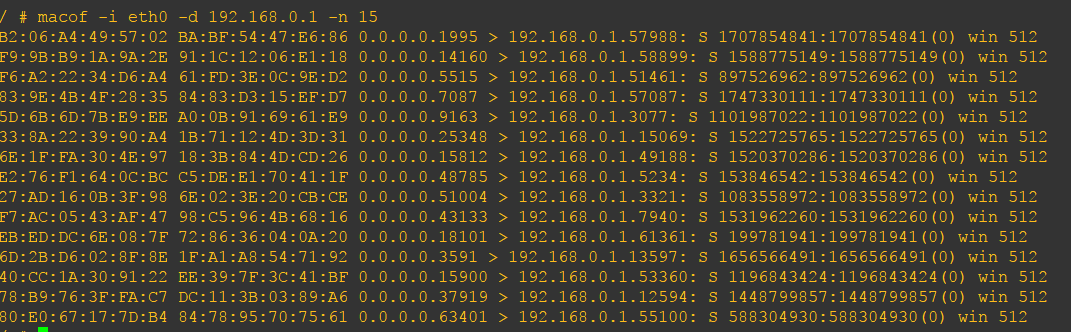 / # macof -i eth0 -d 192.168.0.1 -n 15
B2:06:A4:49:57:02 BA:BF:54:47:E6:86 0.0.0.0.1995 > 192.168.0.1.57988: S 1707854841:1707854841(0) win 512
F9:9B:B9:1A:9A:2E 91:1C:12:06:E1:18 0.0.0.0.14160 > 192.168.0.1.58899: S 1588775149:1588775149(0) win 512
F6:A2:22:34:D6:A4 61:FD:3E:0C:9E:D2 0.0.0.0.5515 > 192.168.0.1.51461: S 897526962:897526962(0) win 512
83:9E:4B:4F:28:35 84:83:D3:15:EF:D7 0.0.0.0.7087 > 192.168.0.1.57087: S 1747330111:1747330111(0) win 512
5D:6B:6D:7B:E9:EE A0:0B:91:69:61:E9 0.0.0.0.9163 > 192.168.0.1.3077: S 1101987022:1101987022(0) win 512
33:8A:22:39:90:A4 1B:71:12:4D:3D:31 0.0.0.0.25348 > 192.168.0.1.15069: S 1522725765:1522725765(0) win 512
6E:1F:FA:30:4E:97 18:3B:84:4D:CD:26 0.0.0.0.15812 > 192.168.0.1.49188: S 1520370286:1520370286(0) win 512
E2:76:F1:64:0C:BC C5:DE:E1:70:41:1F 0.0.0.0.48785 > 192.168.0.1.5234: S 153846542:153846542(0) win 512
27:AD:16:0B:3F:98 6E:02:3E:20:CB:CE 0.0.0.0.51004 > 192.168.0.1.3321: S 1083558972:1083558972(0) win 512
F7:AC:05:43:AF:47 98:C5:96:4B:68:16 0.0.0.0.43133 > 192.168.0.1.7940: S 1531962260:1531962260(0) win 512
EB:ED:DC:6E:08:7F 72:86:36:04:0A:20 0.0.0.0.18101 > 192.168.0.1.61361: S 199781941:199781941(0) win 512
6D:2B:D6:02:8F:8E 1F:A1:A8:54:71:92 0.0.0.0.3591 > 192.168.0.1.13597: S 1656566491:1656566491(0) win 512
40:CC:1A:30:91:22 EE:39:7F:3C:41:BF 0.0.0.0.15900 > 192.168.0.1.53360: S 1196843424:1196843424(0) win 512
78:B9:76:3F:FA:C7 DC:11:3B:03:89:A6 0.0.0.0.37919 > 192.168.0.1.12594: S 1448799857:1448799857(0) win 512
80:E0:67:17:7D:B4 84:78:95:70:75:61 0.0.0.0.63401 > 192.168.0.1.55100: S 588304930:588304930(0) win 512